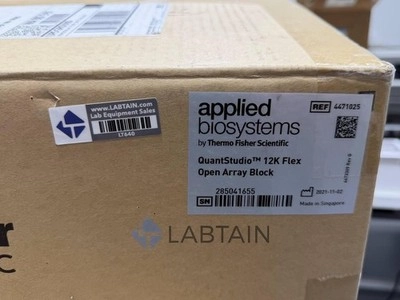 www.LABTAIN.com
Lab Equipment Sales
LT640
applied
biosystems
by Thermo Fisher Scientific
REF 4471025
QuantStudio™ 12K Flex
Open Array Block
285041655
SN
2021-11-02
Made in Singapore
LABTAIN